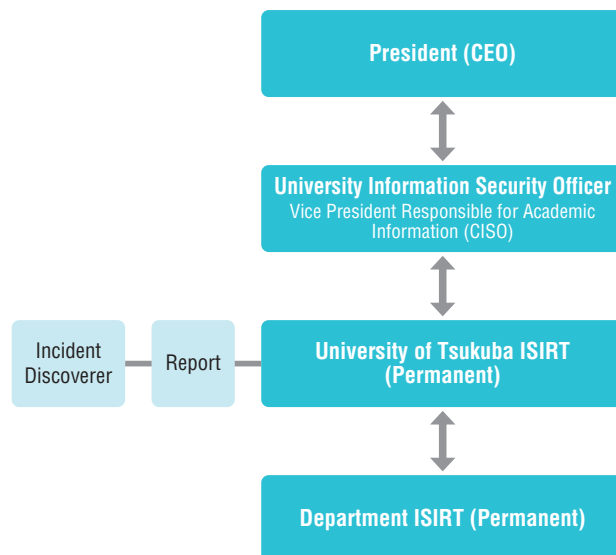 President (CEO)
University Information Security Officer
Vice President Responsible for Academic
Information (CISO)
Incident
Discoverer
Report
University of Tsukuba ISIRT
(Permanent)
Department ISIRT (Permanent)